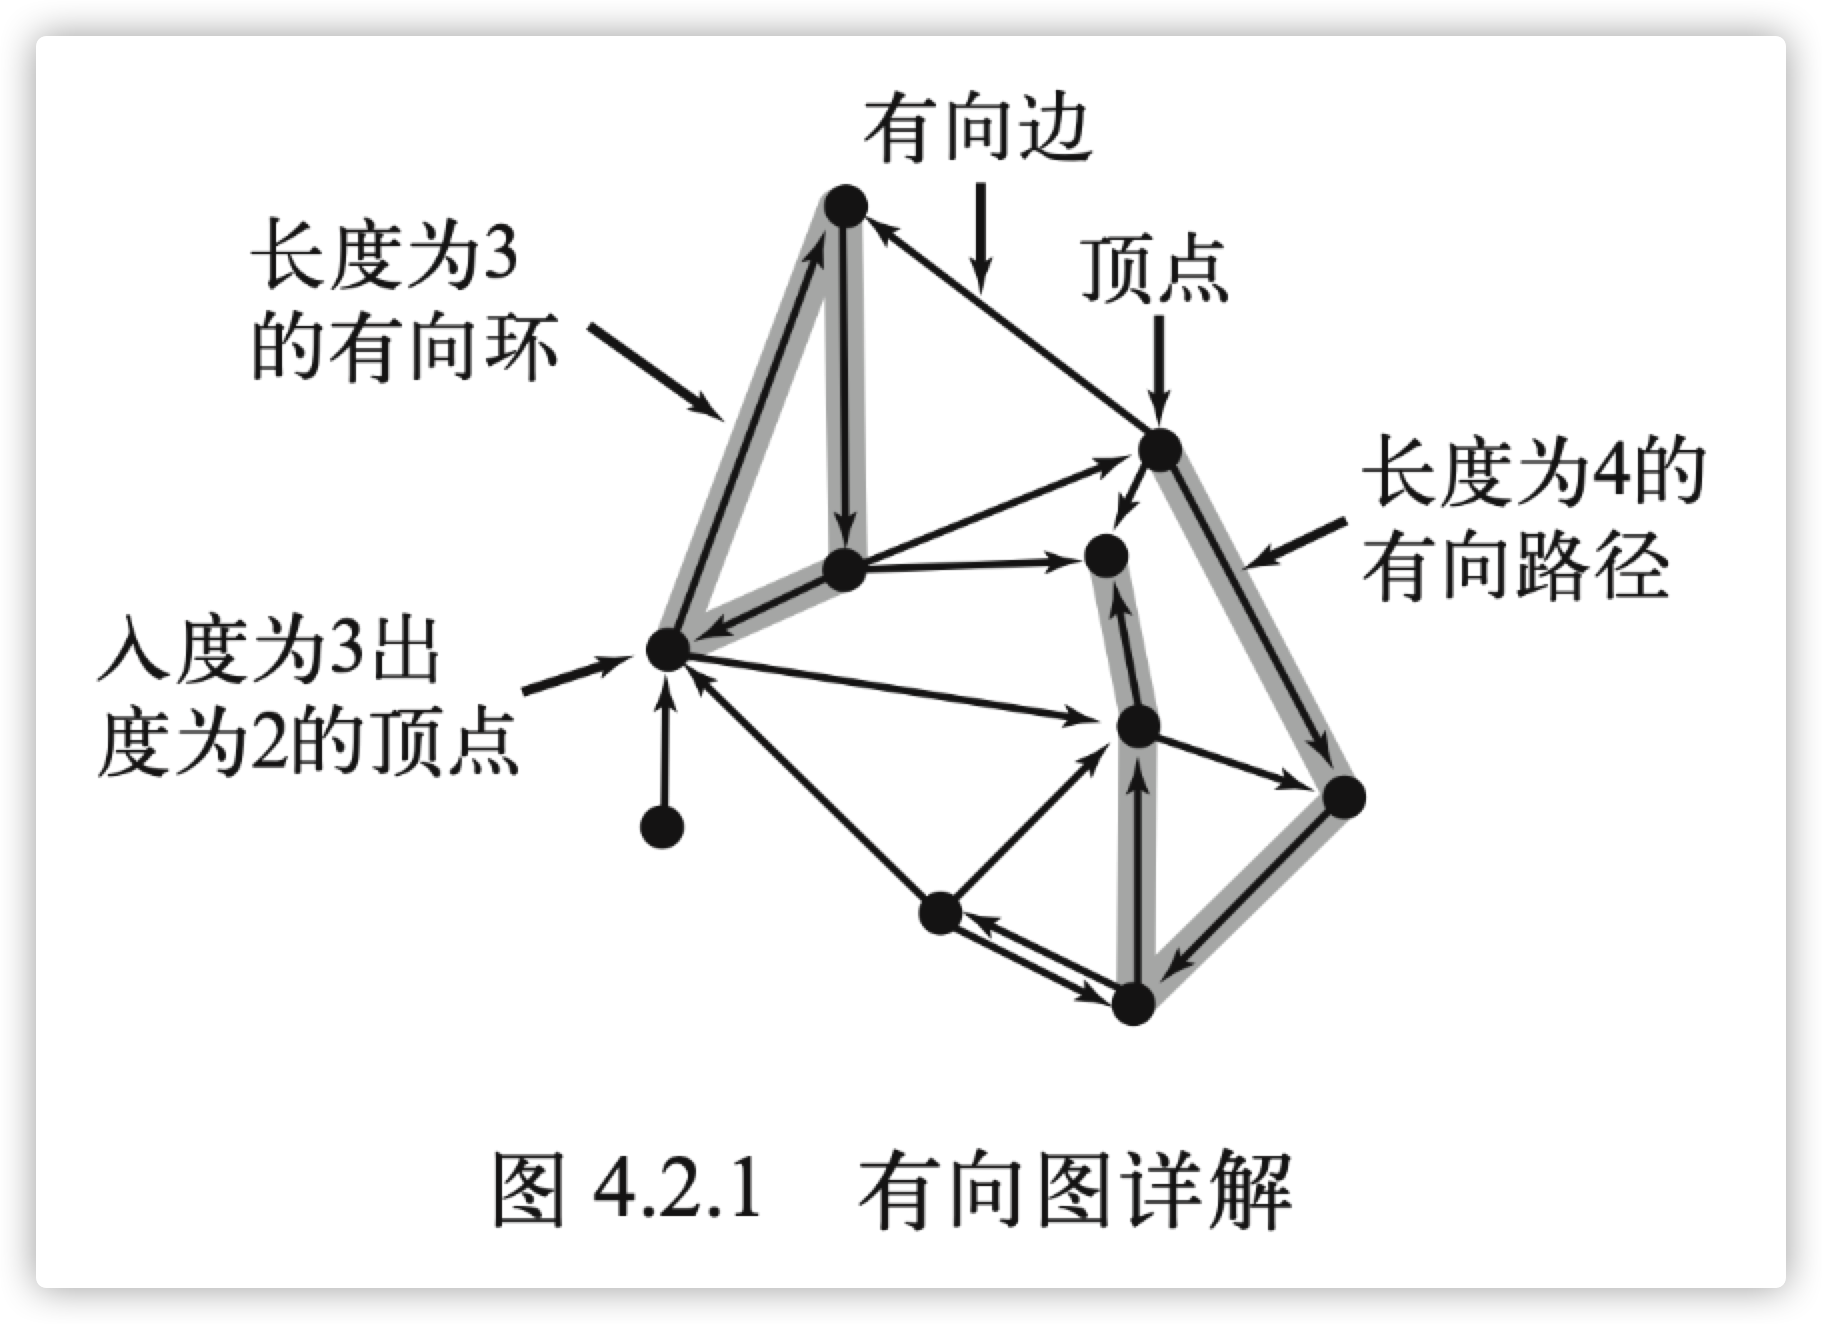 有向边
顶点
长度为3
的有向环
长度为4的
有向路径
入度为3出
度为2的顶点
图 4.2.1 有向图详解